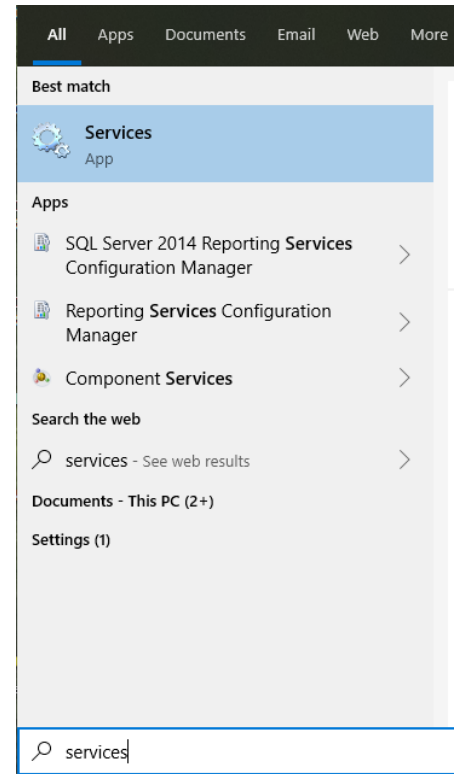 All Apps Documents Email Web More
Best match
Services
App
Apps
SQL Server 2014 Reporting Services
Configuration Manager
Reporting Services Configuration
Manager
Component Services
Search the web
services - See web results
Documents - This PC (2+)
Settings (1)
services